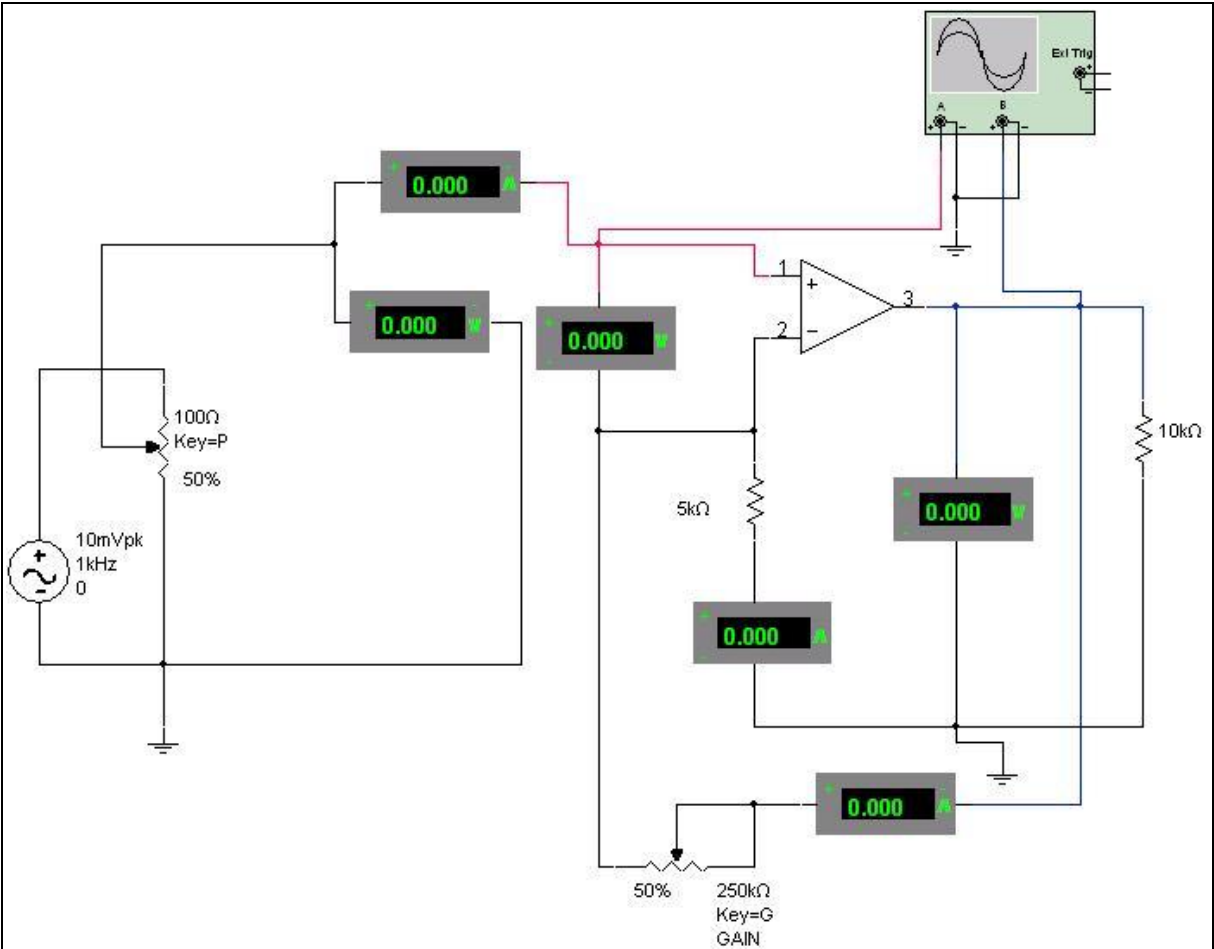 Ext Trig
+
-
A
B
+ - + -
+ -
0.000 A
+ -
0.000 V
+
0.000 V
-
1
+
3
2
-
100Ω
Key=P
50%
10kΩ
5kΩ
+
0.000 V
-
10mVpk
1kHz
0
+
-
+
0.000 A
-
+ -
0.000 A
50%
250kΩ
Key=G
GAIN